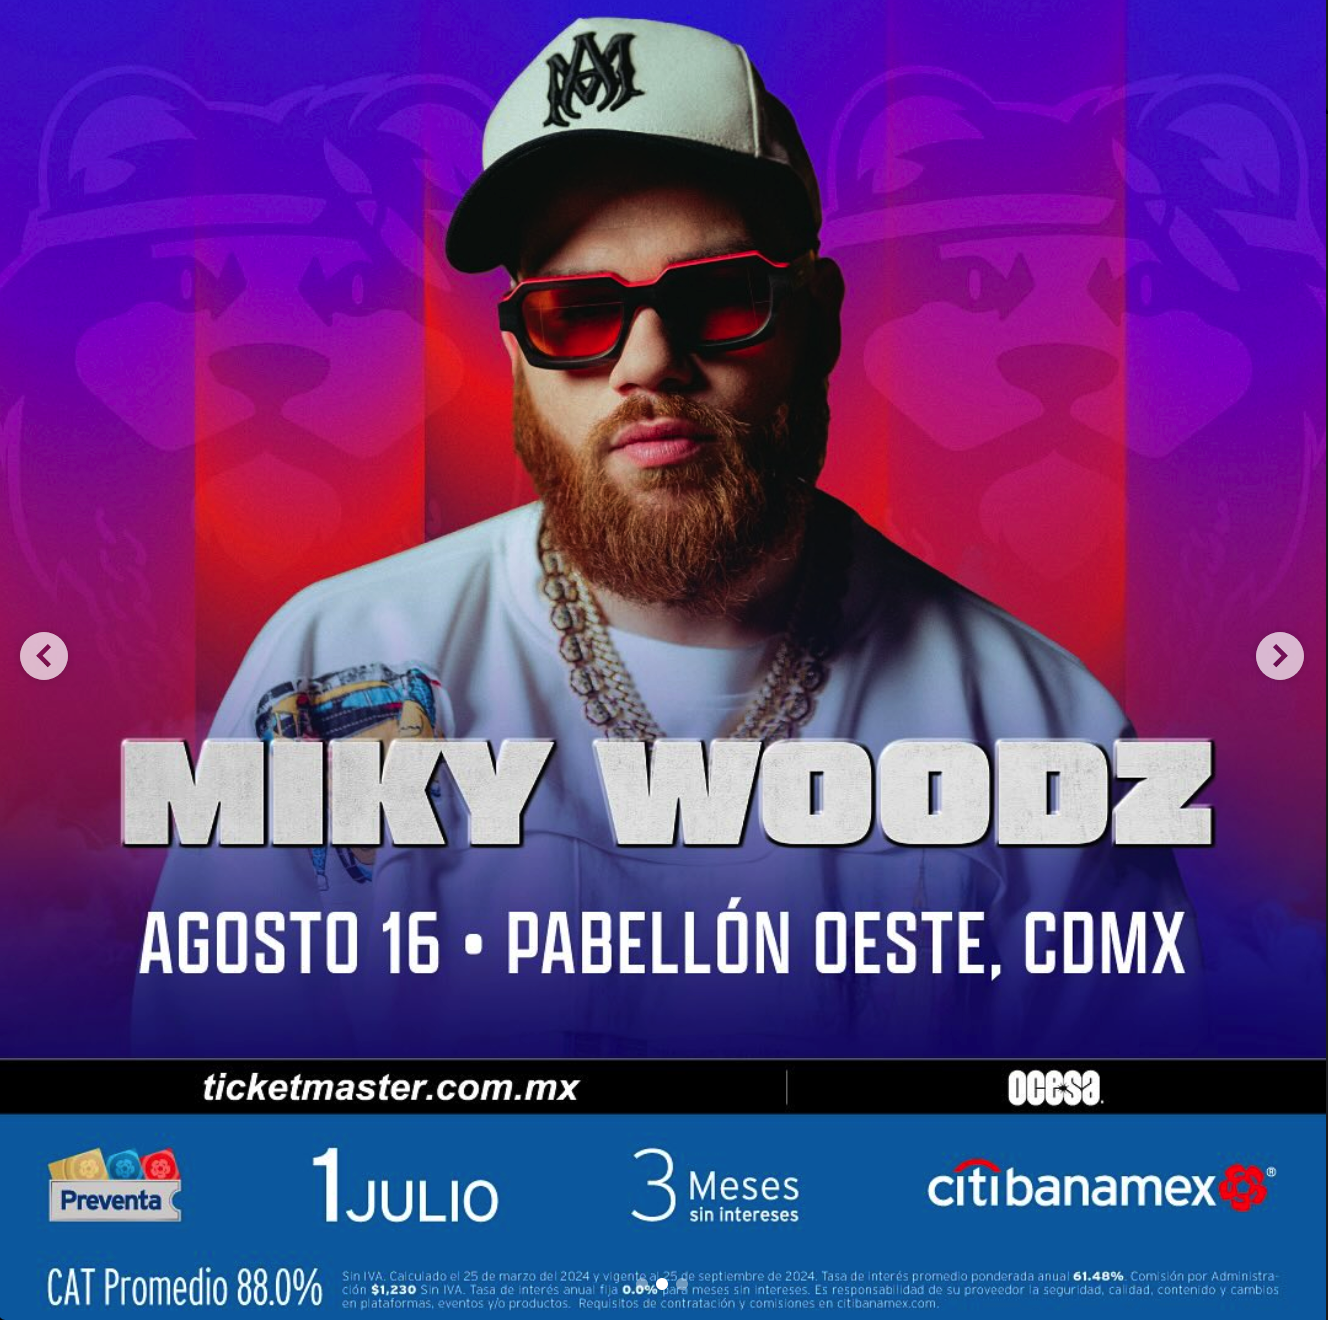 MIKY WOODZ
AGOSTO 16 • PABELLÓN OESTE, CDMX
ticketmaster.com.mx
ocesa.
Preventa
1 JULIO
3 Meses
sin intereses
citibanamex®
CAT Promedio 88.0%
Sin IVA. Calculado el 25 de marzo del 2024 y vigente al 25 de septiembre de 2024. Tasa de interés promedio ponderada anual 61.48%. Comisión por Administra-
ción $1,230 Sin IVA. Tasa de interés anual fija 0.0% para meses sin intereses. Es responsabilidad de su proveedor la seguridad, calidad, contenido y cambios
en plataformas, eventos y/o productos. Requisitos de contratación y comisiones en citibanamex.com.